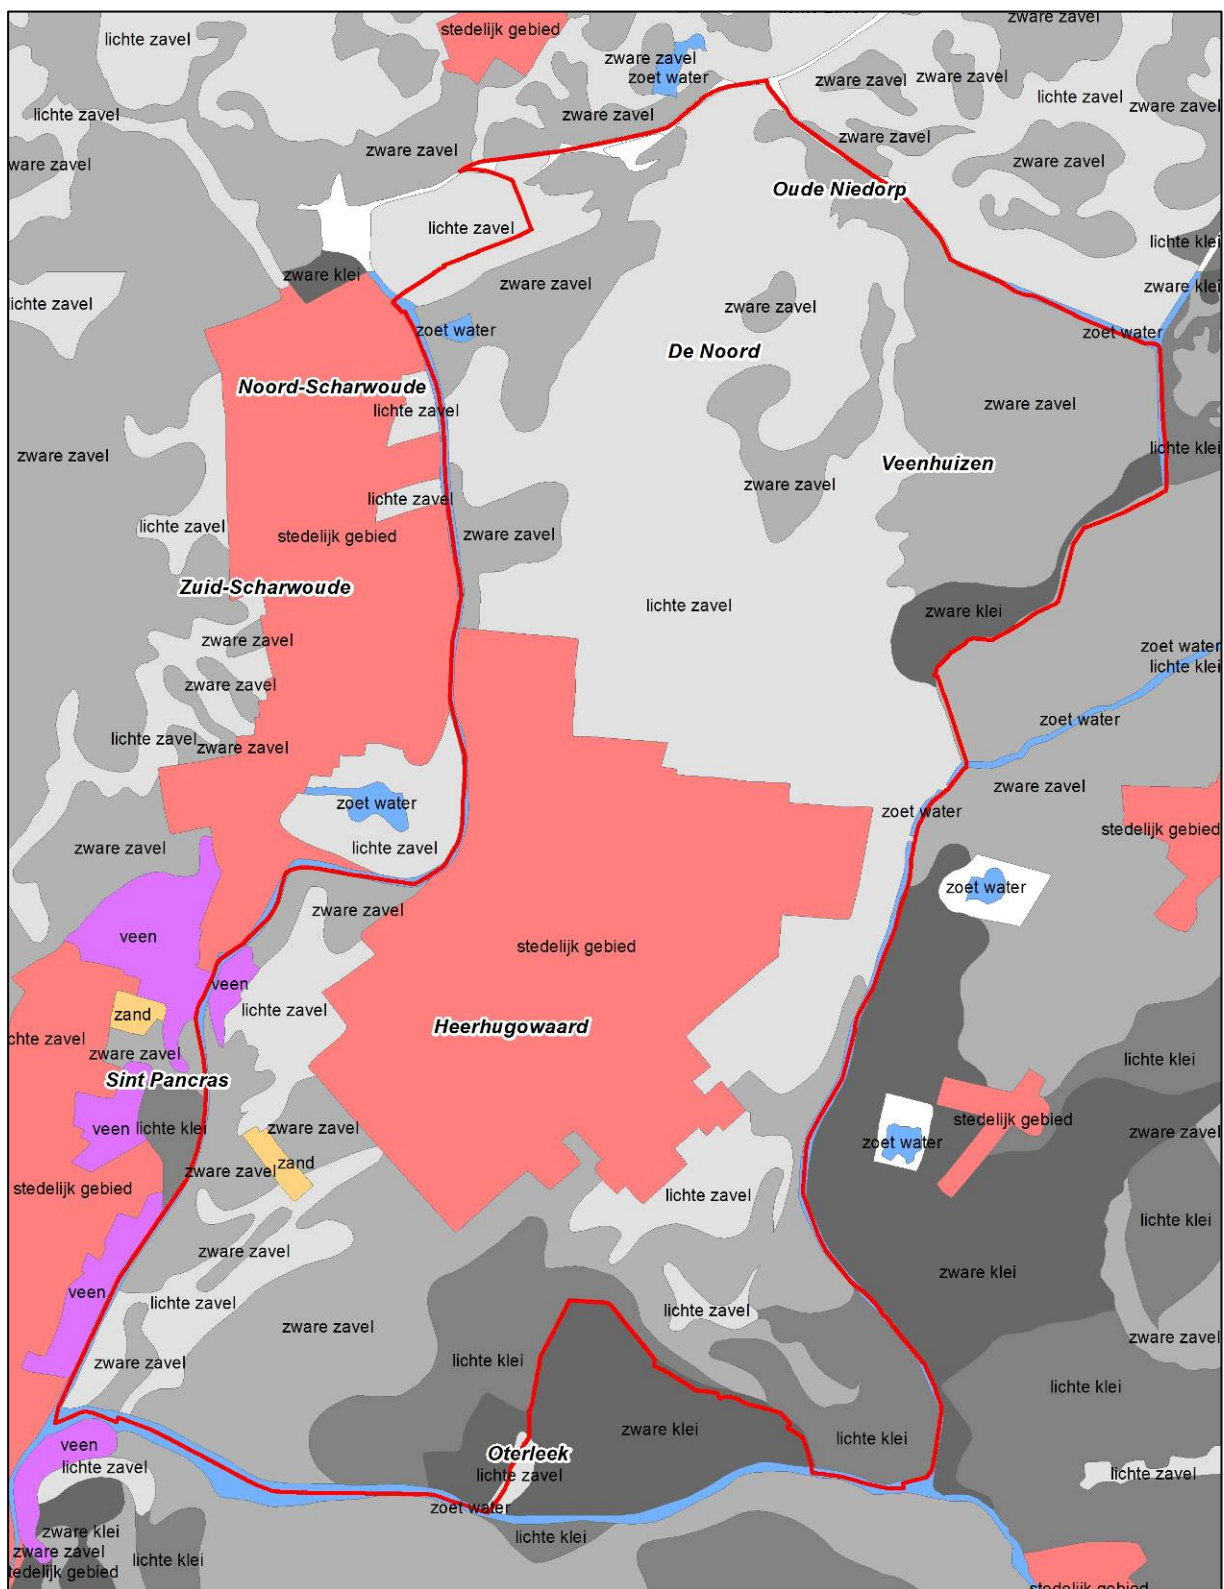 lichte zavel
zware zavel
stedelijk gebied
lichte zavel
zware zavel
zoet water
zware zavel
zware zavel
lichte zavel
zware zavel
lichte zavel
zware zavel
zware zavel
zware zavel
zware zavel
ware zavel
Oude Niedorp
lichte zavel
lichte klei
zware klei
zware zavel
zware klei
lichte zavel
zware zavel
zoet water
zoet water
De Noord
Noord-Scharwoude
lichte zavel
zware zavel
zware zavel
lichte klei
Veenhuizen
zware zavel
lichte zavel
lichte zavel
stedelijk gebied
zware zavel
Zuid-Scharwoude
lichte zavel
zware klei
zware zavel
zoet water
lichte klei
zware zavel
zoet water
lichte zavel
zware zavel
zware zavel
zoet water
zoet water
stedelijk gebied
zware zavel
lichte zavel
zoet water
zware zavel
veen
stedelijk gebied
veen
lichte zavel
zand
Heerhugowaard
chte zavel
zware zavel
lichte klei
Sint Pancras
stedelijk gebied
veen
lichte klei
zware zavel
zware zavel
zoet water
zware zavel
zand
stedelijk gebied
lichte zavel
lichte klei
zware zavel
zware klei
veen
lichte zavel
lichte zavel
zware zavel
zware zavel
zware zavel
lichte klei
lichte klei
zware klei
lichte klei
veen
Oterleek
lichte zavel
lichte zavel
lichte zavel
zoet water
zware klei
lichte klei
zware zavel
lichte klei
tedelijk gebied
stedelijk gebied